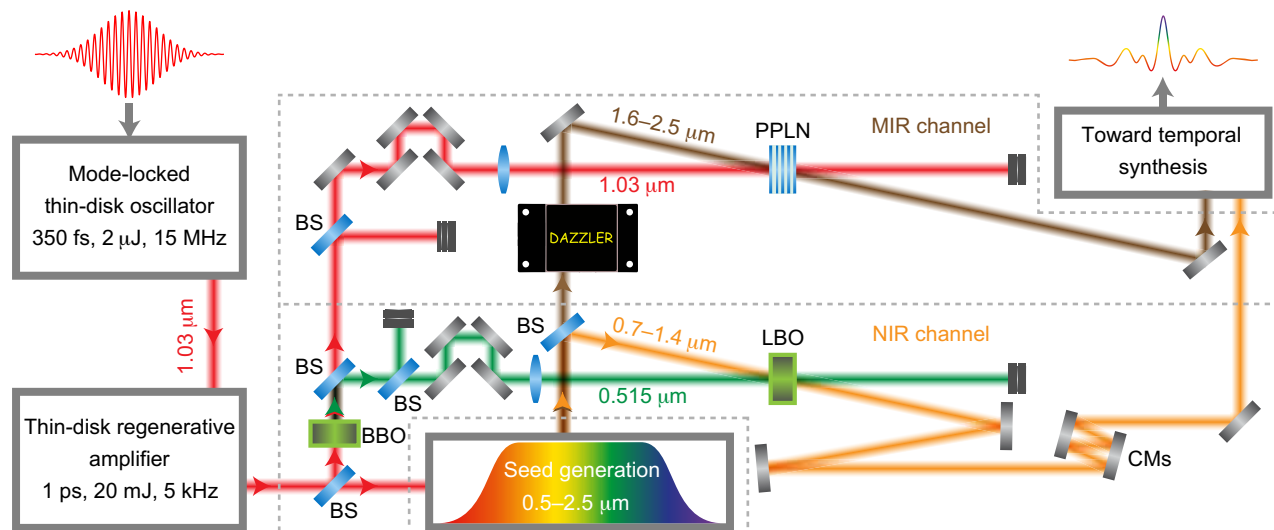 Mode-locked
thin-disk oscillator
350 fs, 2 μJ, 15 MHz
1.03 μm
Thin-disk regenerative
amplifier
1 ps, 20 mJ, 5 kHz
BS
BBO
BS
BS
BS
1.03 μm
DAZZLER
1.6–2.5 μm
PPLN
MIR channel
Toward temporal
synthesis
BS
0.7–1.4 μm
LBO
NIR channel
0.515 μm
Seed generation
0.5–2.5 μm
CMs